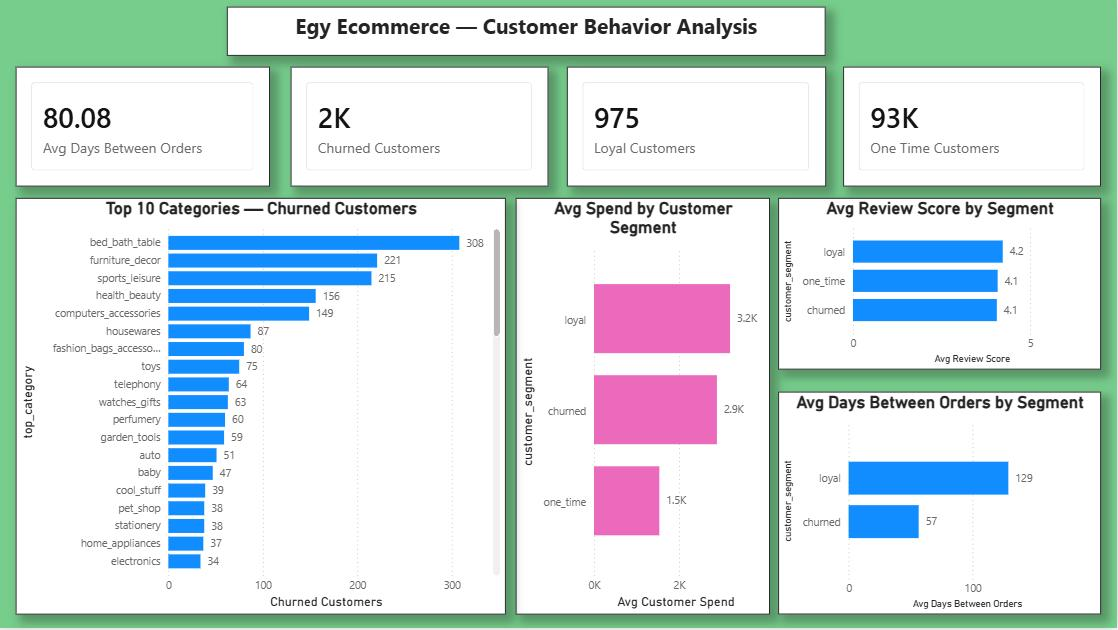 Egy Ecommerce — Customer Behavior Analysis
80.08
Avg Days Between Orders
2K
Churned Customers
975
Loyal Customers
93K
One Time Customers
Top 10 Categories — Churned Customers
top_category
bed_bath_table 308
furniture_decor 221
sports_leisure 215
health_beauty 156
computers_accessories 149
housewares 87
fashion_bags_accesso... 80
toys 75
telephony 64
watches_gifts 63
perfumery 60
garden_tools 59
auto 51
baby 47
cool_stuff 39
pet_shop 38
stationery 38
home_appliances 37
electronics 34
0 100 200 300
Churned Customers
Avg Spend by Customer
Segment
customer_segment
loyal 3.2K
churned 2.9K
one_time 1.5K
0K 2K
Avg Customer Spend
Avg Review Score by Segment
customer_segment
loyal 4.2
one_time 4.1
churned 4.1
0 5
Avg Review Score
Avg Days Between Orders by Segment
customer_segment
loyal 129
churned 57
0 100
Avg Days Between Orders